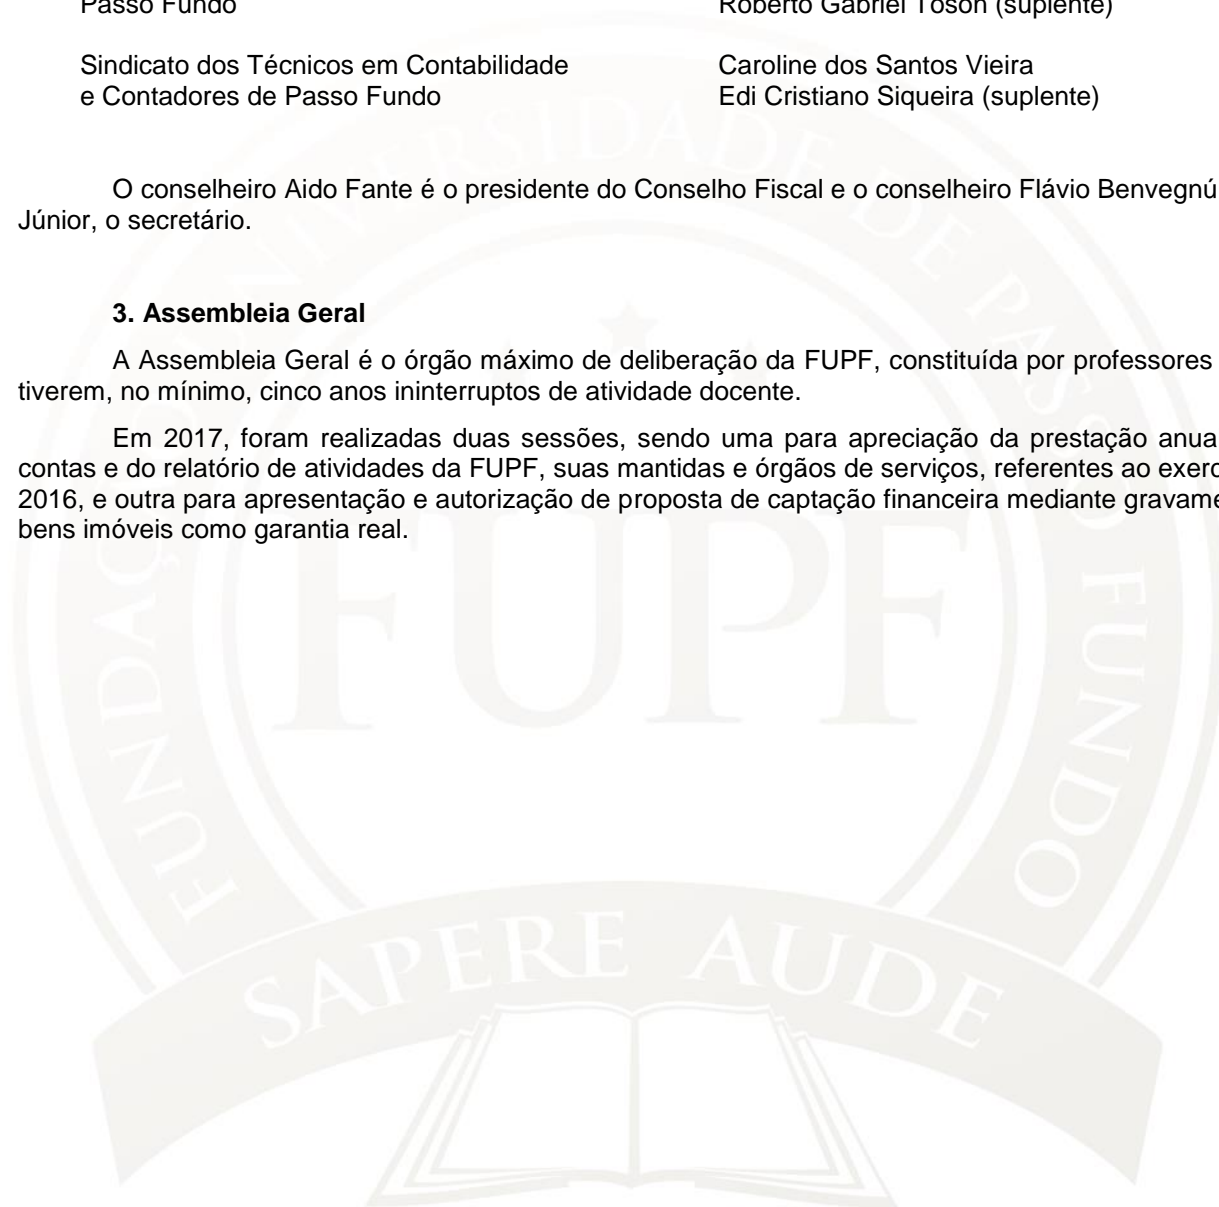 Passo Fundo Roberto Gabriel Toson (suplente)
Sindicato dos Técnicos em Contabilidade Caroline dos Santos Vieira
e Contadores de Passo Fundo Edi Cristiano Siqueira (suplente)
O conselheiro Aido Fante é o presidente do Conselho Fiscal e o conselheiro Flávio Benvegnú
Júnior, o secretário.
3. Assembleia Geral
A Assembleia Geral é o órgão máximo de deliberação da FUPF, constituída por professores
tiverem, no mínimo, cinco anos ininterruptos de atividade docente.
Em 2017, foram realizadas duas sessões, sendo uma para apreciação da prestação anua
contas e do relatório de atividades da FUPF, suas mantidas e órgãos de serviços, referentes ao exerc
2016, e outra para apresentação e autorização de proposta de captação financeira mediante gravame
bens imóveis como garantia real.
FUNDAÇÃO UNIVERSIDADE DE PASSO FUNDO
FUPF
SAPERE AUDE